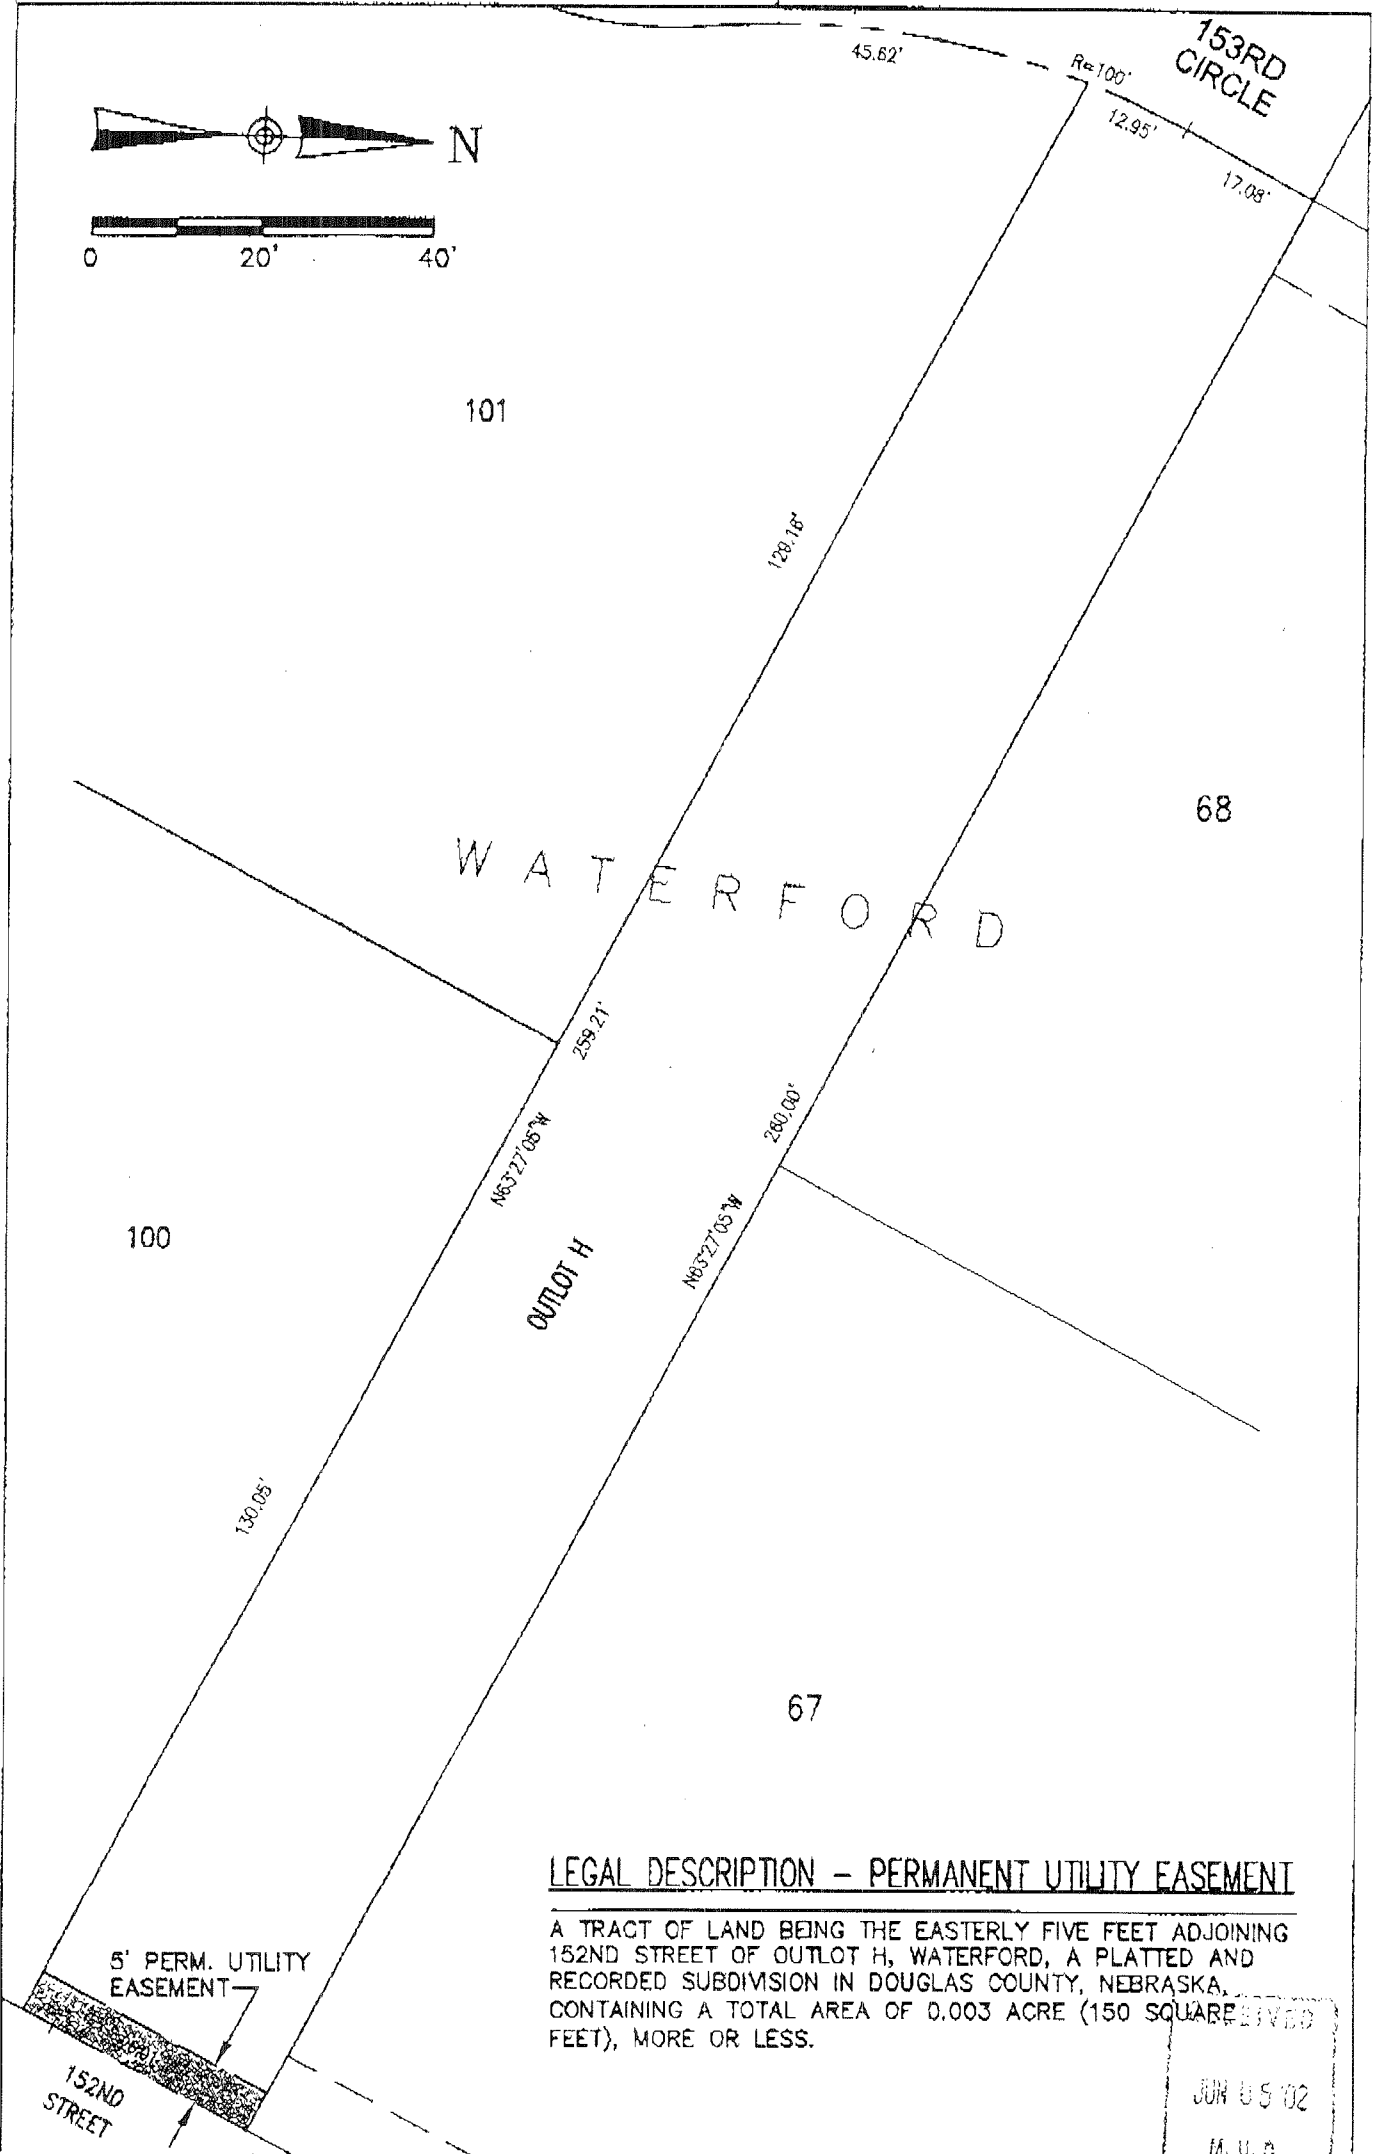 153RD
CIRCLE
45.62'
R=100'
12.95'
17.08'
N
0 20' 40'
101
129.16'
68
WATERFORD
259.21'
260.00'
N63°27'05"W
N63°27'05"W
100
OUTLOT H
130.05'
67
LEGAL DESCRIPTION – PERMANENT UTILITY EASEMENT
A TRACT OF LAND BEING THE EASTERLY FIVE FEET ADJOINING
152ND STREET OF OUTLOT H, WATERFORD, A PLATTED AND
RECORDED SUBDIVISION IN DOUGLAS COUNTY, NEBRASKA,
CONTAINING A TOTAL AREA OF 0.003 ACRE (150 SQUARE
FEET), MORE OR LESS.
5' PERM. UTILITY
EASEMENT
152ND
STREET
JUN 05 '02
M. U. D.